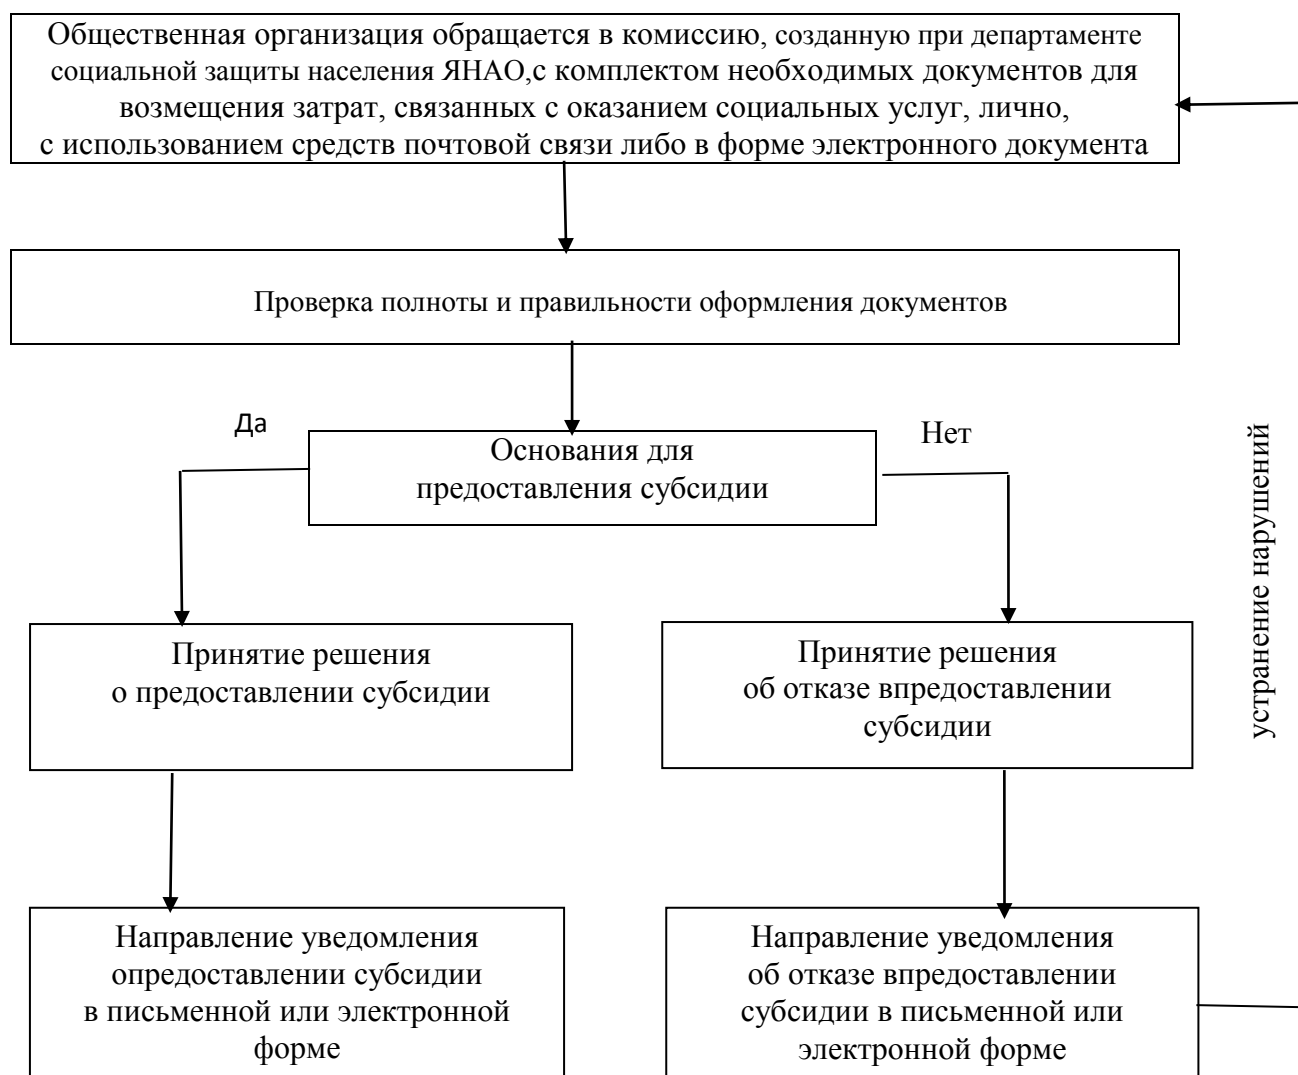 Общественная организация обращается в комиссию, созданную при департаменте
социальной защиты населения ЯНАО,с комплектом необходимых документов для
возмещения затрат, связанных с оказанием социальных услуг, лично,
с использованием средств почтовой связи либо в форме электронного документа
Проверка полноты и правильности оформления документов
Да
Основания для
предоставления субсидии
Нет
устранение нарушений
Принятие решения
о предоставлении субсидии
Принятие решения
об отказе впредоставлении
субсидии
Направление уведомления
опредоставлении субсидии
в письменной или электронной
форме
Направление уведомления
об отказе впредоставлении
субсидии в письменной или
электронной форме